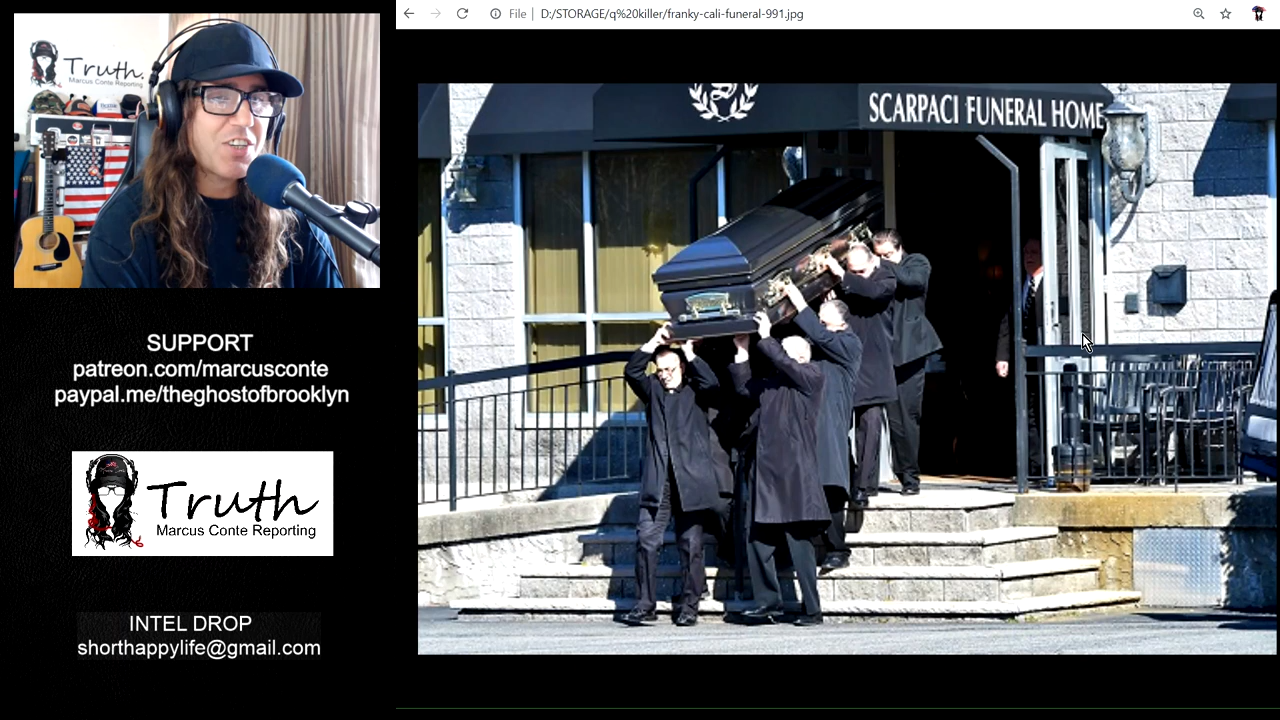 File D:/STORAGE/q%20killer/franky-cali-funeral-991.jpg
Truth.
Marcus Conte Reporting
SCARPACI FUNERAL HOME
SUPPORT
patreon.com/marcusconte
paypal.me/theghostofbrooklyn
Truth
Marcus Conte Reporting
INTEL DROP
shorthappylife@gmail.com